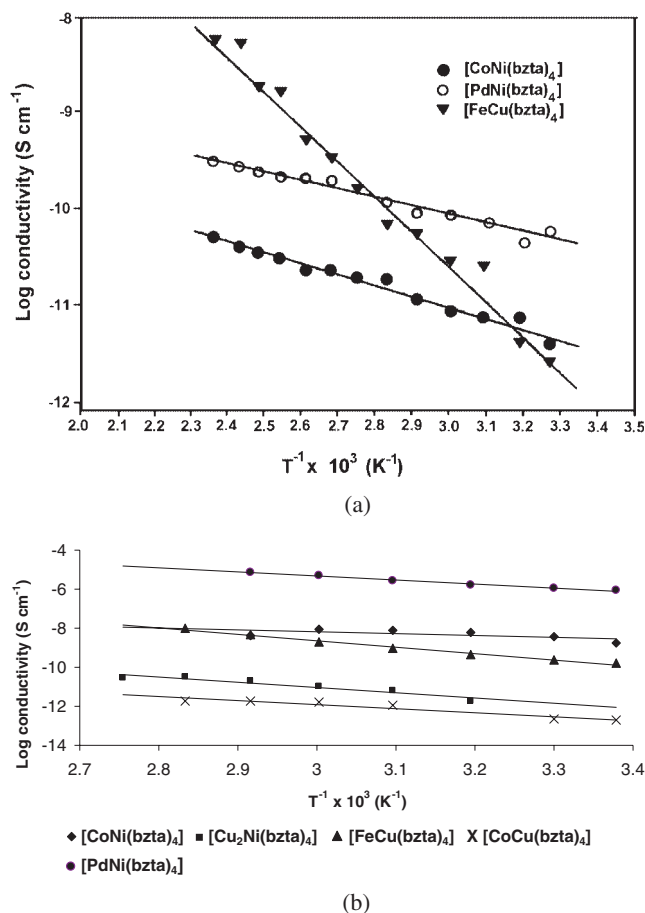 -8
-9
-10
-11
-12
Log conductivity (S cm⁻¹)
● [CoNi(bzta)₄]
○ [PdNi(bzta)₄]
▼ [FeCu(bzta)₄]
2.0 2.1 2.2 2.3 2.4 2.5 2.6 2.7 2.8 2.9 3.0 3.1 3.2 3.3 3.4 3.5
T⁻¹ x 10³ (K⁻¹)
(a)
-4
-6
-8
-10
-12
-14
Log conductivity (S cm⁻¹)
2.7 2.8 2.9 3 3.1 3.2 3.3 3.4
T⁻¹ x 10³ (K⁻¹)
◆ [CoNi(bzta)₄] ■ [Cu₂Ni(bzta)₄] ▲ [FeCu(bzta)₄] X [CoCu(bzta)₄]
● [PdNi(bzta)₄]
(b)